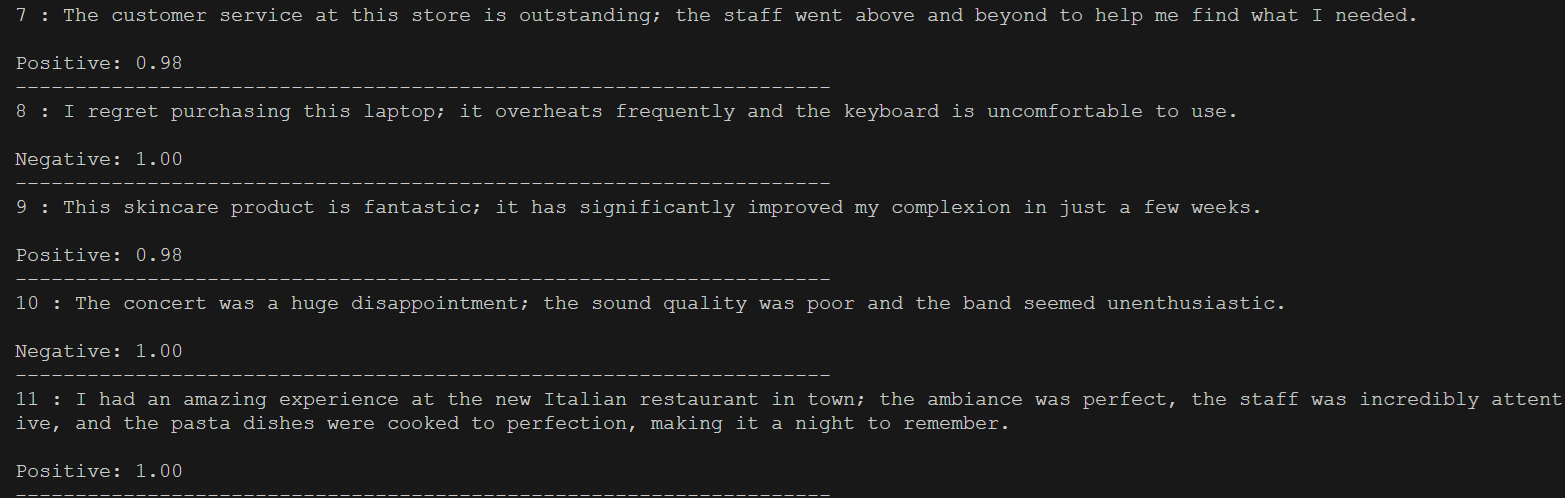 7 : The customer service at this store is outstanding; the staff went above and beyond to help me find what I needed.
Positive: 0.98
--------------------------------------------------------------------
8 : I regret purchasing this laptop; it overheats frequently and the keyboard is uncomfortable to use.
Negative: 1.00
--------------------------------------------------------------------
9 : This skincare product is fantastic; it has significantly improved my complexion in just a few weeks.
Positive: 0.98
--------------------------------------------------------------------
10 : The concert was a huge disappointment; the sound quality was poor and the band seemed unenthusiastic.
Negative: 1.00
--------------------------------------------------------------------
11 : I had an amazing experience at the new Italian restaurant in town; the ambiance was perfect, the staff was incredibly attent
ive, and the pasta dishes were cooked to perfection, making it a night to remember.
Positive: 1.00
--------------------------------------------------------------------